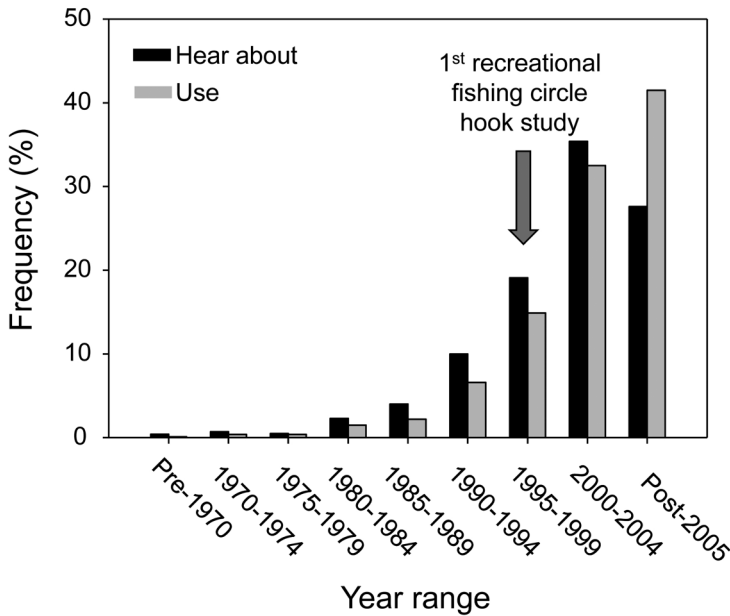 50
40
30
20
10
0
Frequency (%)
Hear about
Use
1st recreational
fishing circle
hook study
Pre-1970
1970-1974
1975-1979
1980-1984
1985-1989
1990-1994
1995-1999
2000-2004
Post-2005
Year range